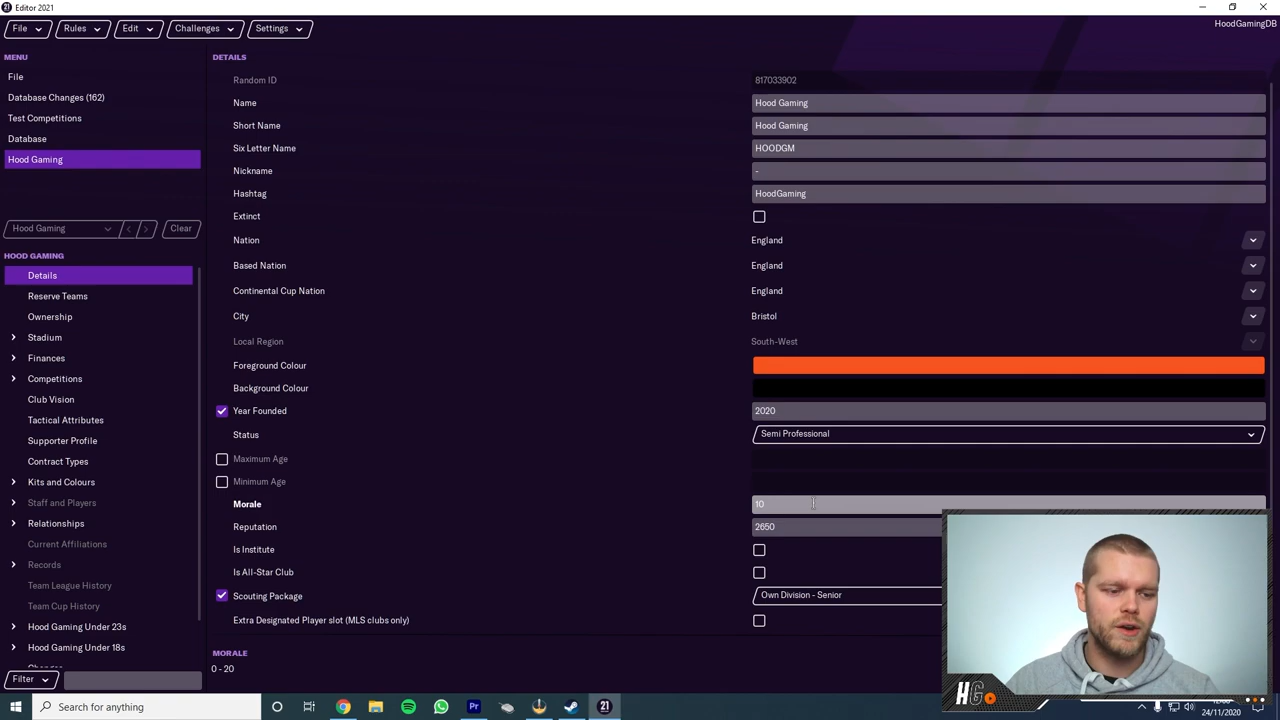 Editor 2021
File
Rules
Edit
Challenges
Settings
HoodGamingDB
MENU
File
Database Changes (162)
Test Competitions
Database
Hood Gaming
Hood Gaming
Clear
HOOD GAMING
Details
Reserve Teams
Ownership
Stadium
Finances
Competitions
Club Vision
Tactical Attributes
Supporter Profile
Contract Types
Kits and Colours
Staff and Players
Relationships
Current Affiliations
Records
Team League History
Team Cup History
Hood Gaming Under 23s
Hood Gaming Under 18s
Changes
Filter
DETAILS
Random ID 817033902
Name Hood Gaming
Short Name Hood Gaming
Six Letter Name HOODGM
Nickname -
Hashtag HoodGaming
Extinct
Nation England
Based Nation England
Continental Cup Nation England
City Bristol
Local Region South-West
Foreground Colour
Background Colour
Year Founded 2020
Status Semi Professional
Maximum Age
Minimum Age
Morale 10
Reputation 2650
Is Institute
Is All-Star Club
Scouting Package Own Division - Senior
Extra Designated Player slot (MLS clubs only)
MORALE
0 - 20
HG
Search for anything
Pr
21
24/11/2020